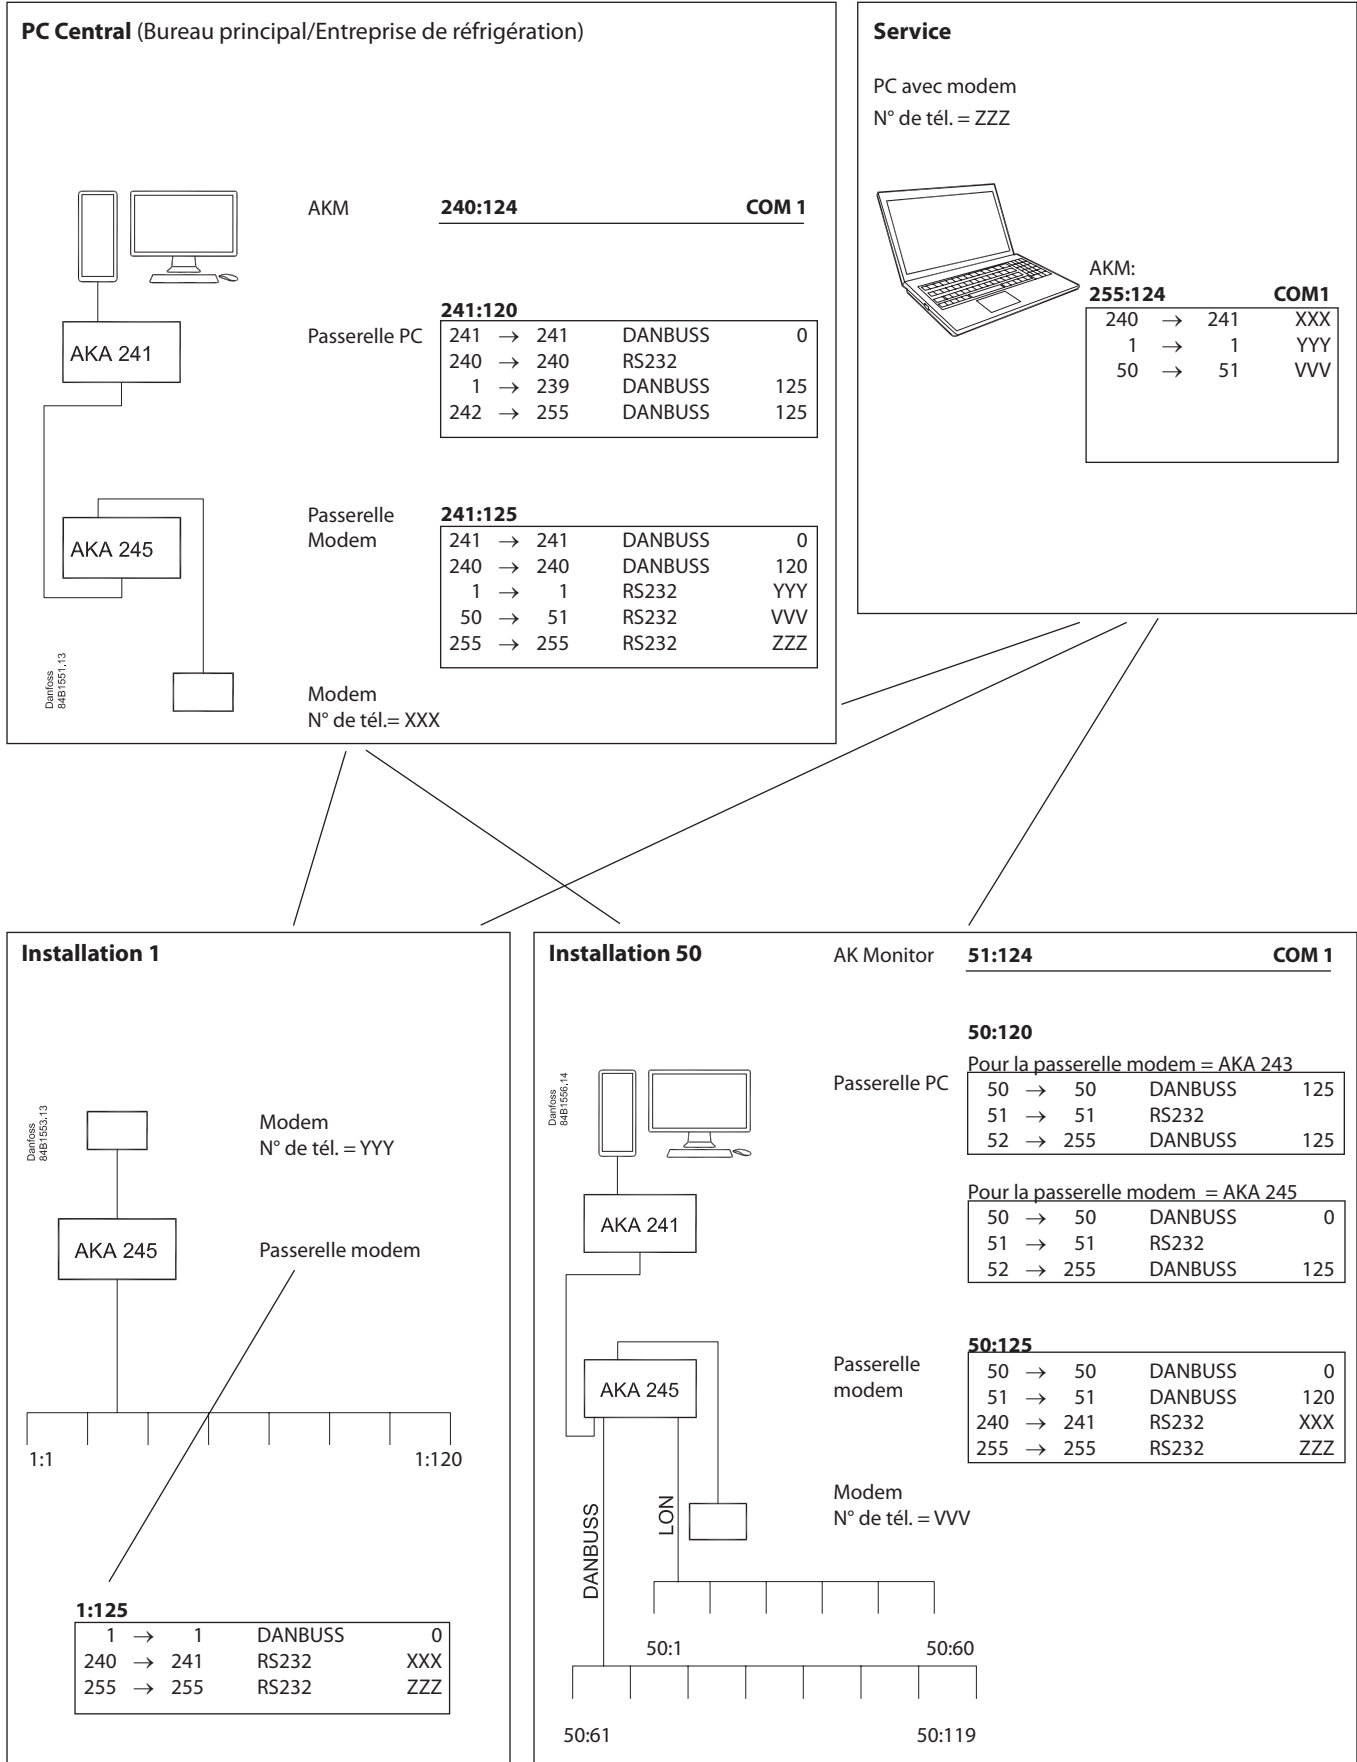 PC Central (Bureau principal/Entreprise de réfrigération)
AKM 240:124 COM 1
AKA 241
Passerelle PC
241:120
241 → 241 DANBUSS 0
240 → 240 RS232
1 → 239 DANBUSS 125
242 → 255 DANBUSS 125
AKA 245
Passerelle
Modem
241:125
241 → 241 DANBUSS 0
240 → 240 DANBUSS 120
1 → 1 RS232 YYY
50 → 51 RS232 VVV
255 → 255 RS232 ZZZ
Danfoss
84B1551.13
Modem
N° de tél.= XXX
Service
PC avec modem
N° de tél. = ZZZ
AKM:
255:124 COM1
240 → 241 XXX
1 → 1 YYY
50 → 51 VVV
Installation 1
Danfoss
84B1553.13
Modem
N° de tél. = YYY
AKA 245
Passerelle modem
1:1 1:120
1:125
1 → 1 DANBUSS 0
240 → 241 RS232 XXX
255 → 255 RS232 ZZZ
Installation 50
AK Monitor 51:124 COM 1
Danfoss
84B1556.14
Passerelle PC
50:120
Pour la passerelle modem = AKA 243
50 → 50 DANBUSS 125
51 → 51 RS232
52 → 255 DANBUSS 125
Pour la passerelle modem = AKA 245
50 → 50 DANBUSS 0
51 → 51 RS232
52 → 255 DANBUSS 125
AKA 241
AKA 245
Passerelle
modem
50:125
50 → 50 DANBUSS 0
51 → 51 DANBUSS 120
240 → 241 RS232 XXX
255 → 255 RS232 ZZZ
Modem
N° de tél. = VVV
DANBUSS
LON
50:1 50:60
50:61 50:119